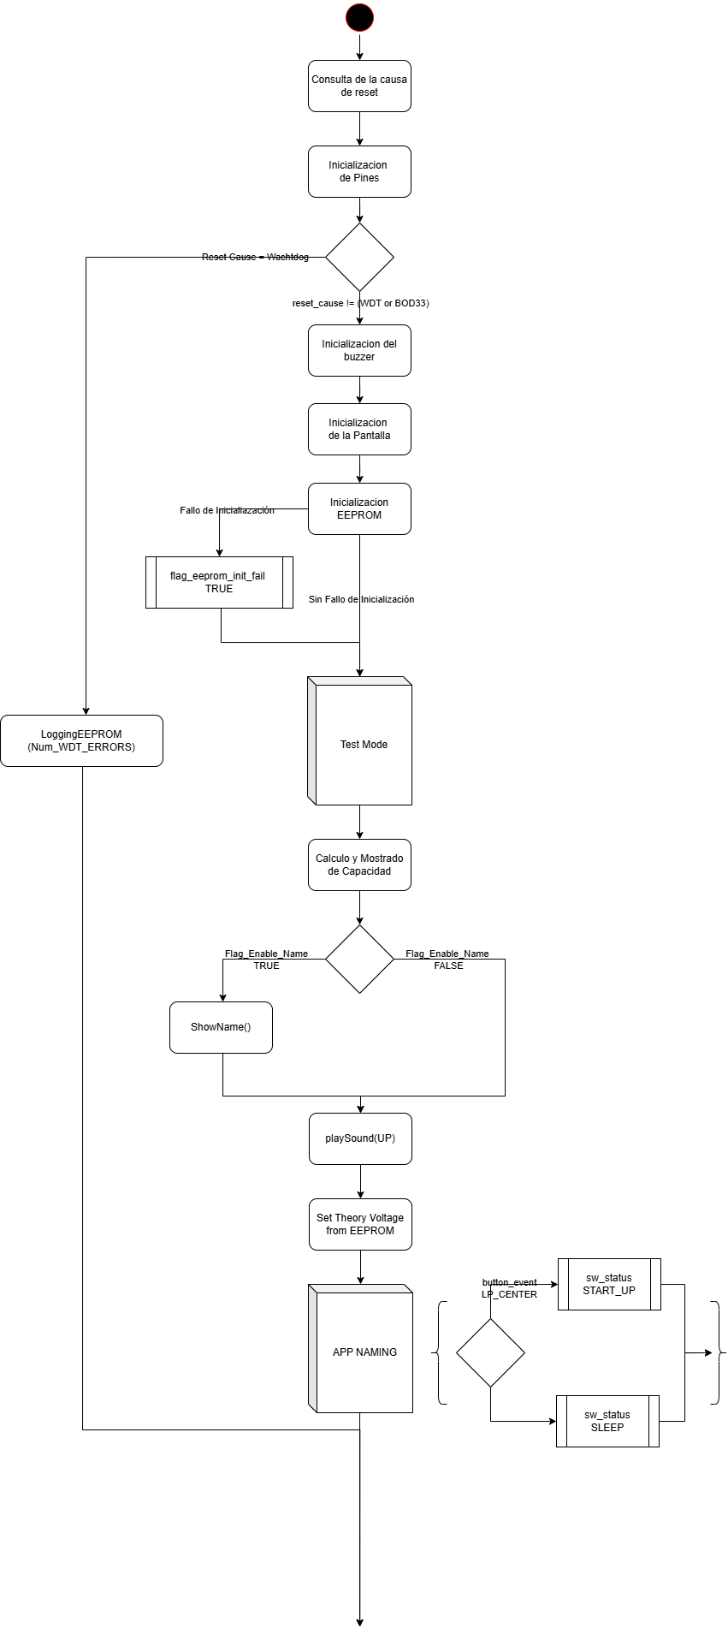 Consulta de la causa
de reset
Inicializacion
de Pines
Reset Cause = Wachtdog
reset_cause != (WDT or BOD33)
Inicializacion del
buzzer
Inicializacion
de la Pantalla
Inicializacion
EEPROM
Fallo de Inicialiazación
flag_eeprom_init_fail
TRUE
Sin Fallo de Inicialización
LoggingEEPROM
(Num_WDT_ERRORS)
Test Mode
Calculo y Mostrado
de Capacidad
Flag_Enable_Name
TRUE
Flag_Enable_Name
FALSE
ShowName()
playSound(UP)
Set Theory Voltage
from EEPROM
APP NAMING
button_event
LP_CENTER
sw_status
START_UP
sw_status
SLEEP